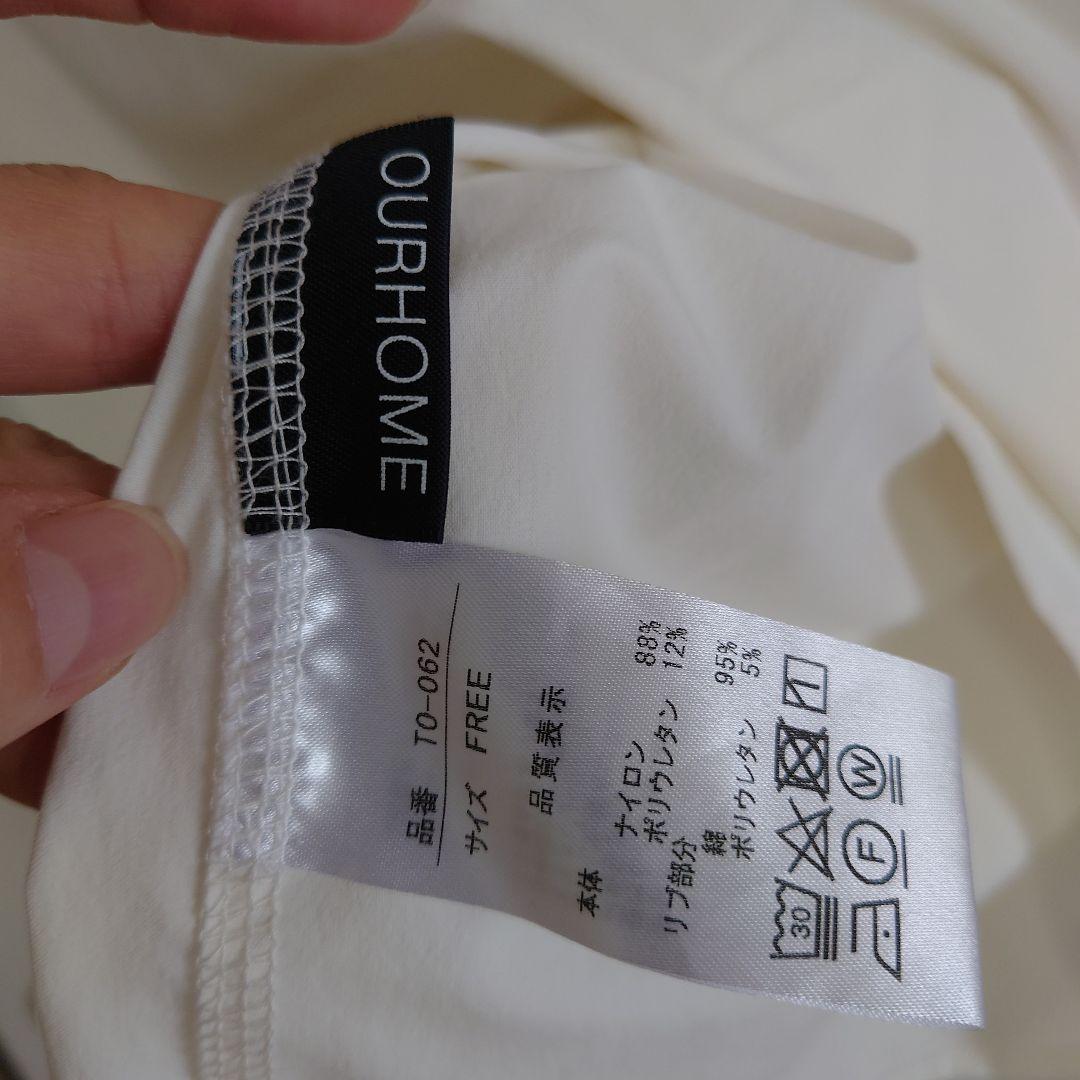 OURHOME
品番 TO-062
サイズ FREE
品質表示
本体
ナイロン 88%
ポリウレタン 12%
リブ部分
綿 95%
ポリウレタン 5%
30
F
W